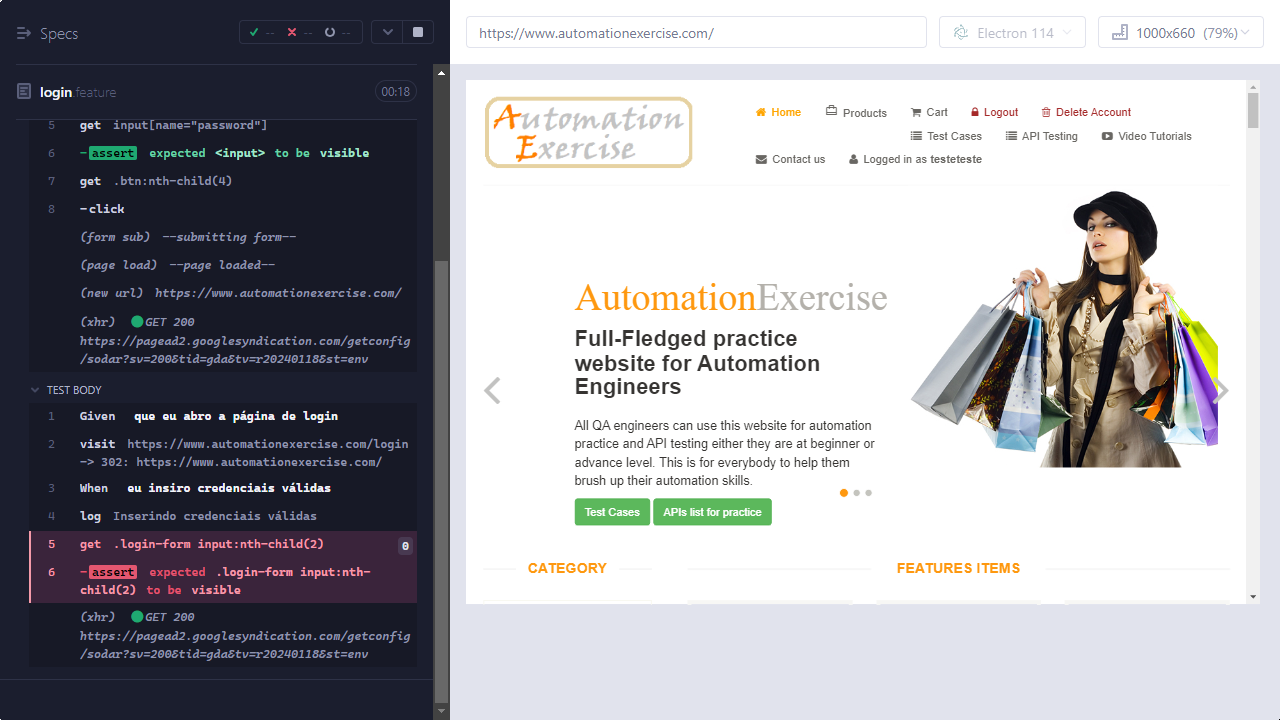 Specs
--
--
--
login.feature
00:18
5 get input[name="password"]
6 -assert expected <input> to be visible
7 get .btn:nth-child(4)
8 -click
(form sub) --submitting form--
(page load) --page loaded--
(new url) https://www.automationexercise.com/
(xhr) GET 200
https://pagead2.googlesyndication.com/getconfig
/sodar?sv=200&tid=gda&tv=r20240118&st=env
TEST BODY
1 Given que eu abro a página de login
2 visit https://www.automationexercise.com/login
-> 302: https://www.automationexercise.com/
3 When eu insiro credenciais válidas
4 log Inserindo credenciais válidas
5 get .login-form input:nth-child(2) 0
6 -assert expected .login-form input:nth-
child(2) to be visible
(xhr) GET 200
https://pagead2.googlesyndication.com/getconfig
/sodar?sv=200&tid=gda&tv=r20240118&st=env
https://www.automationexercise.com/
Electron 114
1000x660 (79%)
Automation
Exercise
Home Products Cart Logout Delete Account
Test Cases API Testing Video Tutorials
Contact us Logged in as testeteste
AutomationExercise
Full-Fledged practice
website for Automation
Engineers
All QA engineers can use this website for automation
practice and API testing either they are at beginner or
advance level. This is for everybody to help them
brush up their automation skills.
Test Cases APIs list for practice
CATEGORY
FEATURES ITEMS